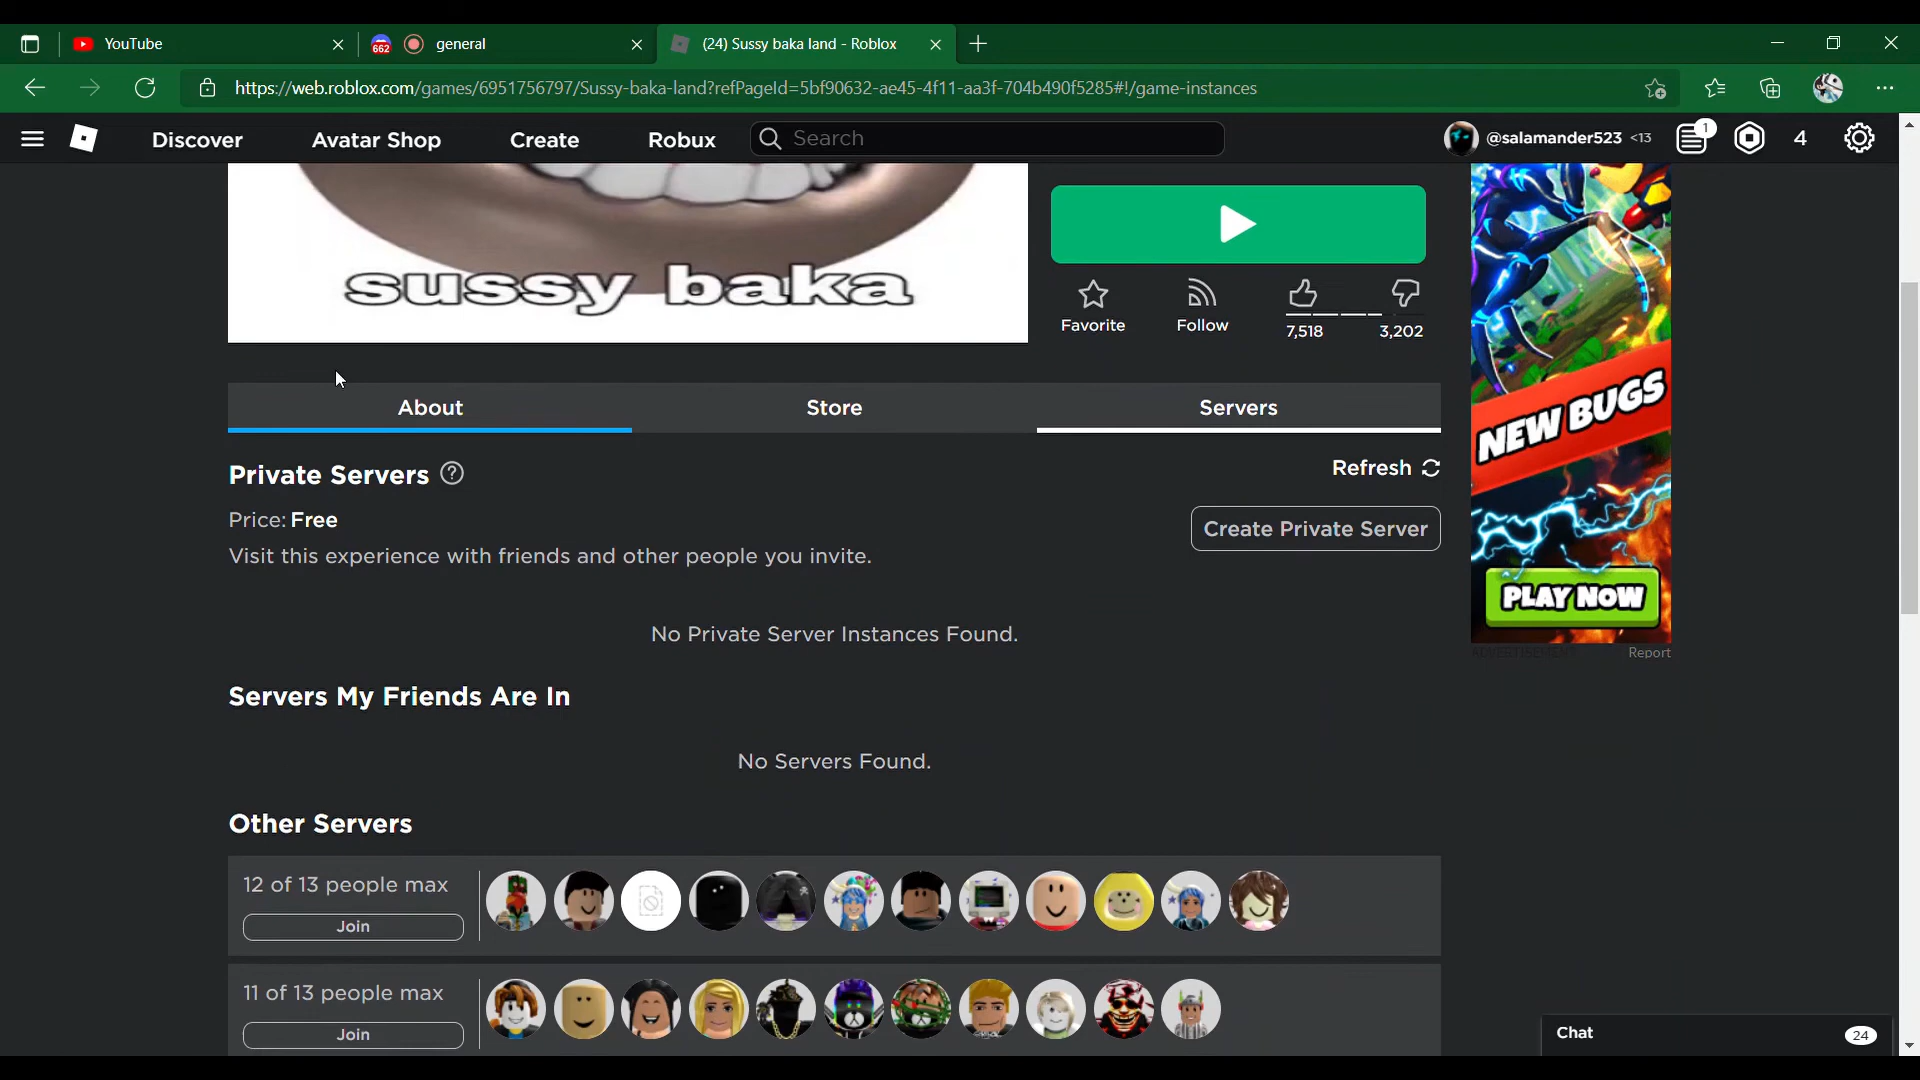 YouTube
662
general
(24) Sussy baka land - Roblox
https://web.roblox.com/games/6951756797/Sussy-baka-land?refPageId=5bf90632-ae45-4f11-aa3f-704b490f5285#!/game-instances
Discover
Avatar Shop
Create
Robux
Search
@salamander523 <13
1
4
sussy baka
Favorite
Follow
7,518
3,202
NEW BUGS
PLAY NOW
ADVERTISEMENT
Report
About
Store
Servers
Private Servers
Refresh
Price: Free
Create Private Server
Visit this experience with friends and other people you invite.
No Private Server Instances Found.
Servers My Friends Are In
No Servers Found.
Other Servers
12 of 13 people max
Join
11 of 13 people max
Join
Chat
24